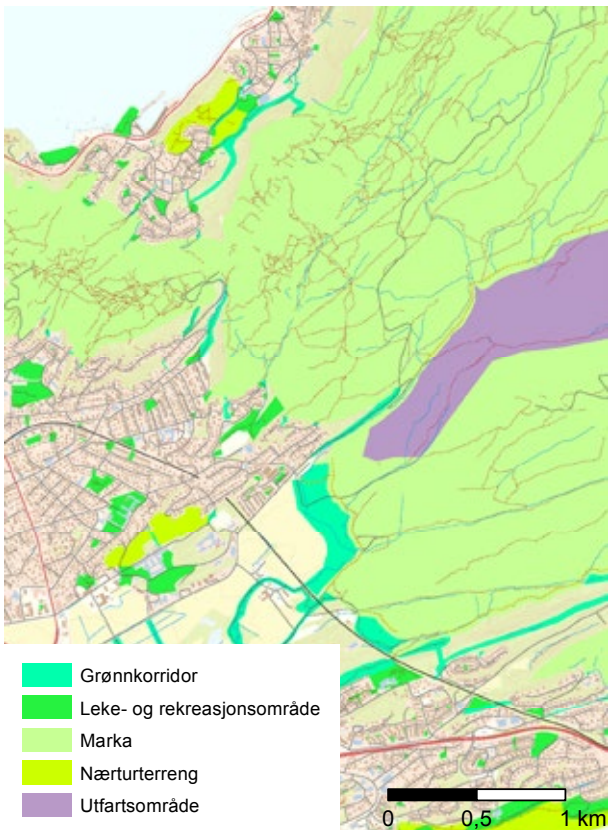 Grønnkorridor
Leke- og rekreasjonsområde
Marka
Nærturterreng
Utfartsområde
0 0,5 1 km